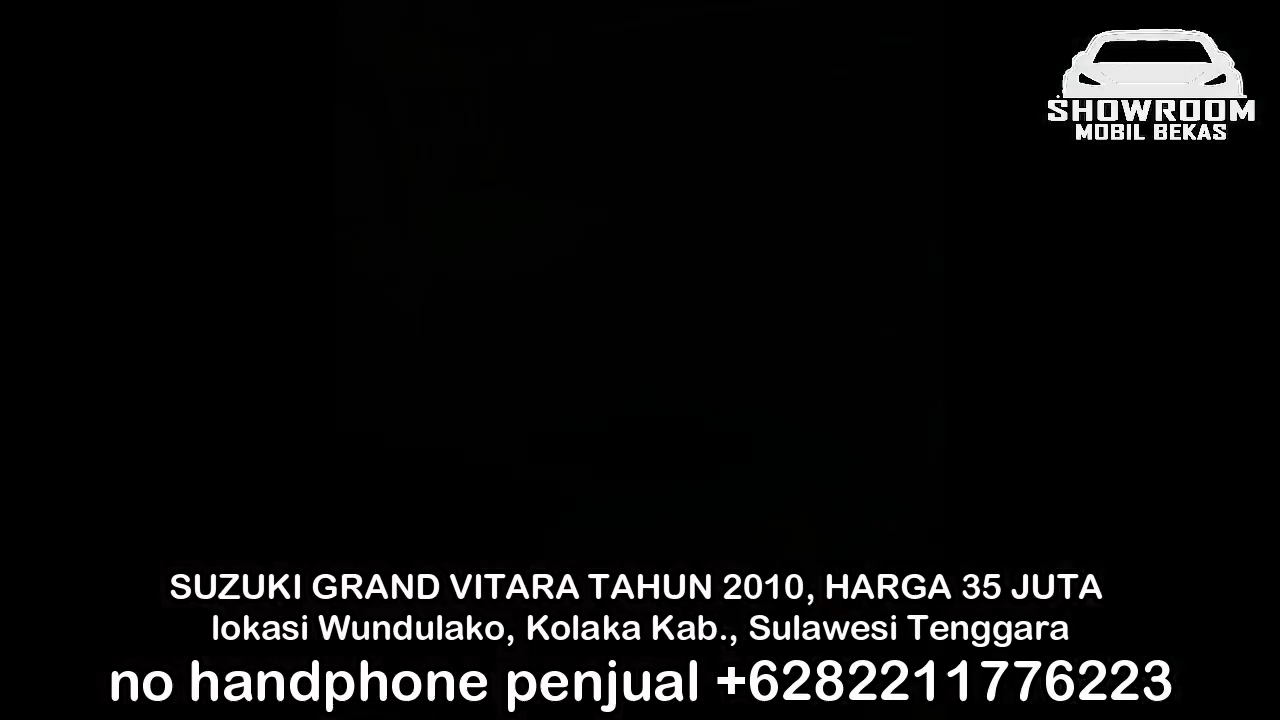 SHOWROOM
MOBIL BEKAS
SUZUKI GRAND VITARA TAHUN 2010, HARGA 35 JUTA
lokasi Wundulako, Kolaka Kab., Sulawesi Tenggara
no handphone penjual +6282211776223